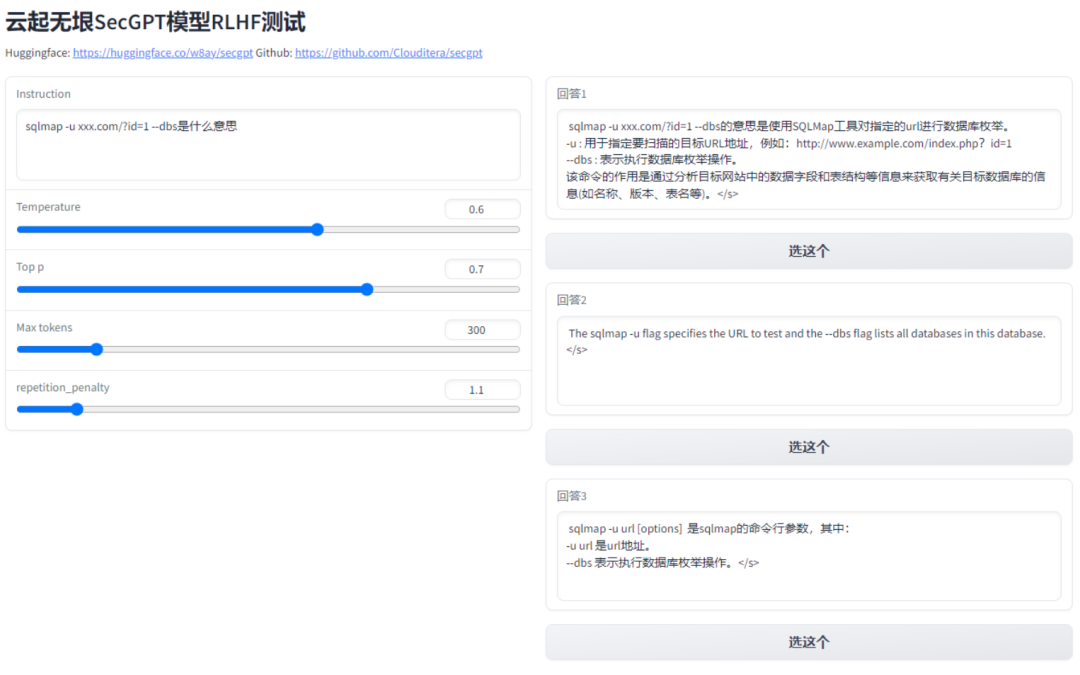 云起无垠SecGPT模型RLHF测试
Huggingface: https://huggingface.co/w8ay/secgpt Github: https://github.com/Clouditera/secgpt
Instruction
sqlmap -u xxx.com/?id=1 --dbs是什么意思
Temperature
0.6
Top p
0.7
Max tokens
300
repetition_penalty
1.1
回答1
sqlmap -u xxx.com/?id=1 --dbs的意思是使用SQLMap工具对指定的url进行数据库枚举。
-u : 用于指定要扫描的目标URL地址，例如：http://www.example.com/index.php？id=1
--dbs : 表示执行数据库枚举操作。
该命令的作用是通过分析目标网站中的数据字段和表结构等信息来获取有关目标数据库的信
息(如名称、版本、表名等)。</s>
选这个
回答2
The sqlmap -u flag specifies the URL to test and the --dbs flag lists all databases in this database.
</s>
选这个
回答3
sqlmap -u url [options] 是sqlmap的命令行参数，其中：
-u url 是url地址。
--dbs 表示执行数据库枚举操作。</s>
选这个